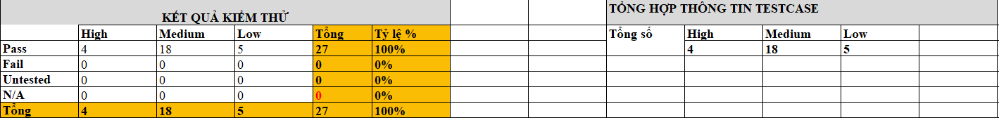 KẾT QUẢ KIỂM THỬ
High Medium Low Tổng Tỷ lệ %
Pass 4 18 5 27 100%
Fail 0 0 0 0 0%
Untested 0 0 0 0 0%
N/A 0 0 0 0 0%
Tổng 4 18 5 27 100%
TỔNG HỢP THÔNG TIN TESTCASE
Tổng số High Medium Low
4 18 5